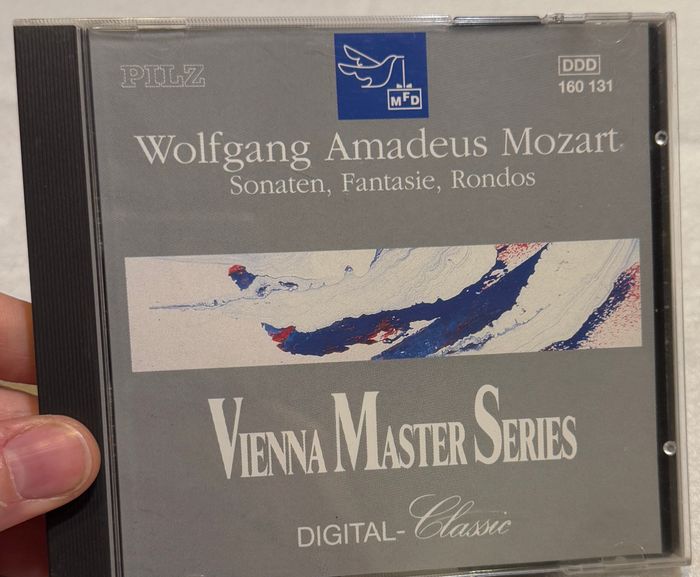 PILZ
MFD
DDD
160 131
Wolfgang Amadeus Mozart
Sonaten, Fantasie, Rondos
VIENNA MASTER SERIES
DIGITAL-Classic